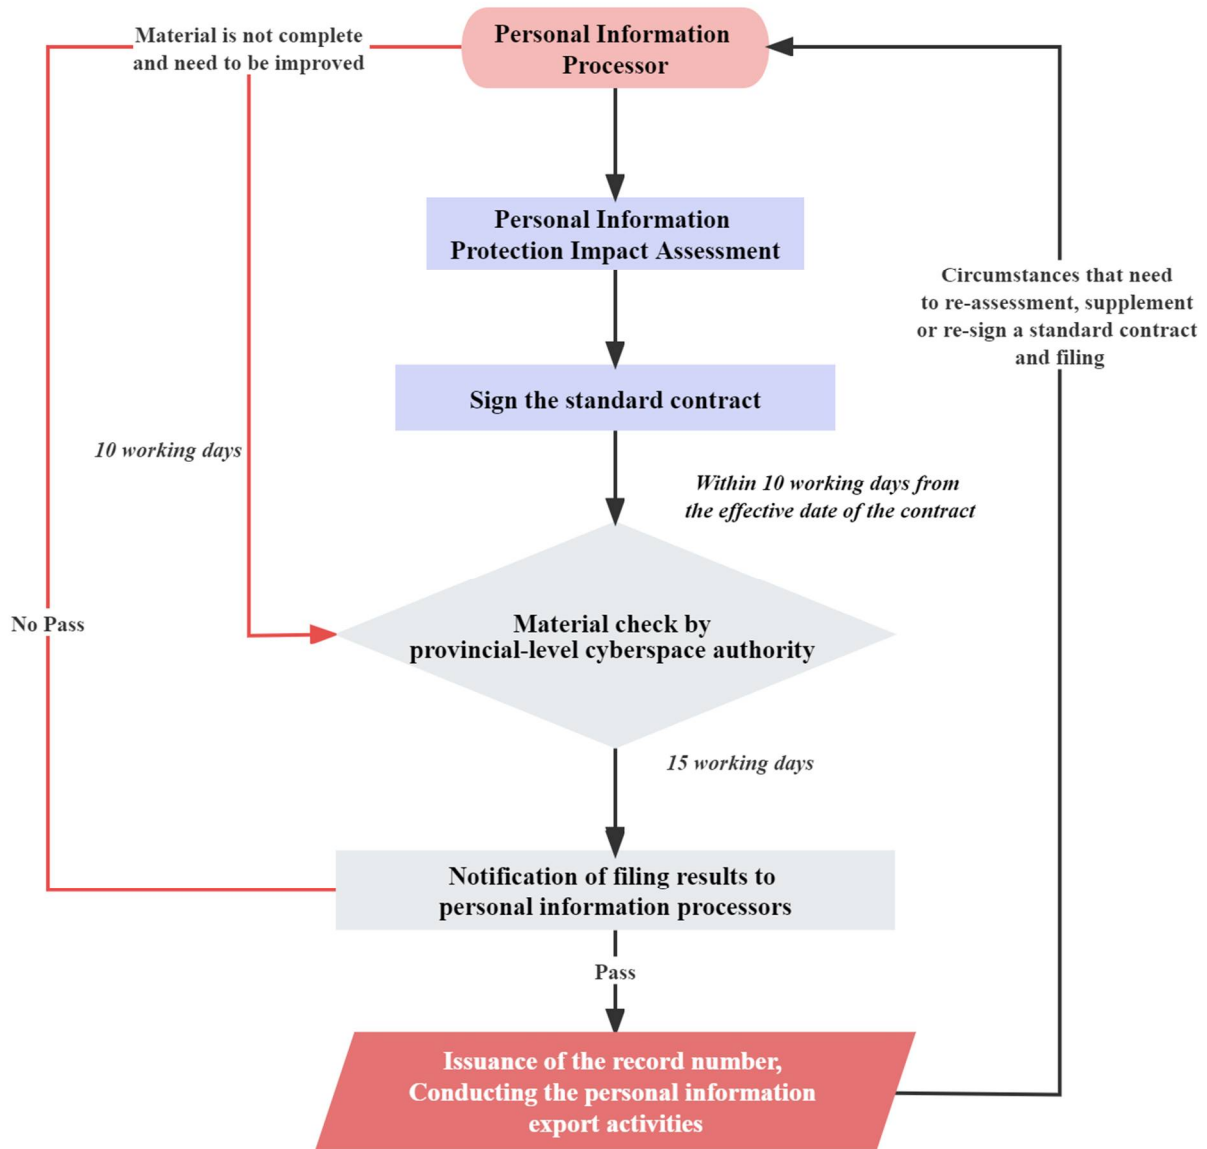 Material is not complete
and need to be improved
Personal Information
Processor
Personal Information
Protection Impact Assessment
Circumstances that need
to re-assessment, supplement
or re-sign a standard contract
and filing
Sign the standard contract
10 working days
Within 10 working days from
the effective date of the contract
No Pass
Material check by
provincial-level cyberspace authority
15 working days
Notification of filing results to
personal information processors
Pass
Issuance of the record number,
Conducting the personal information
export activities